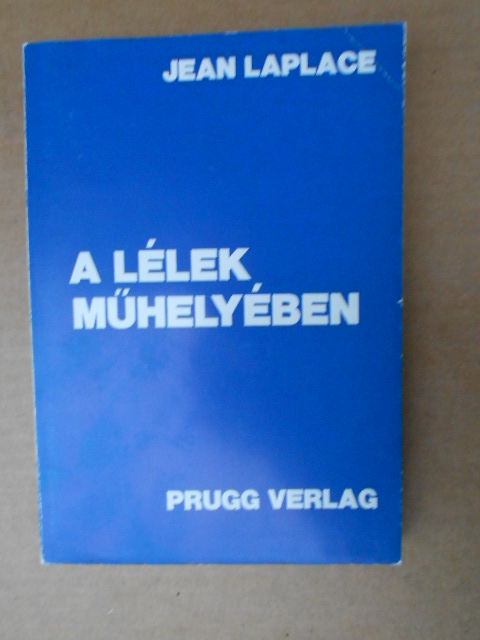 JEAN LAPLACE
A LÉLEK
MŰHELYÉBEN
PRUGG VERLAG